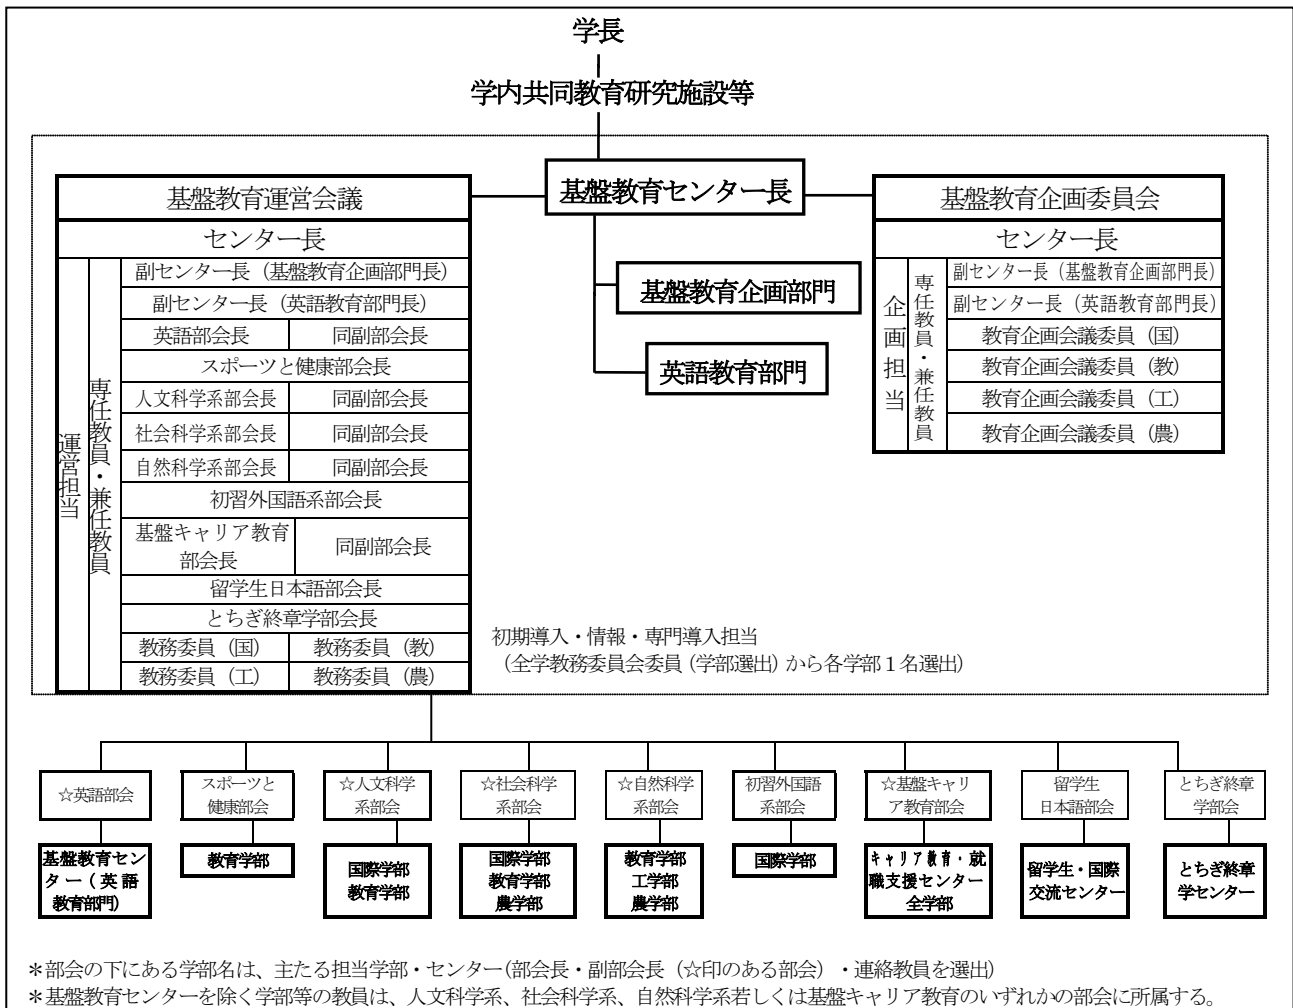 学長
学内共同教育研究施設等
基盤教育センター長
基盤教育企画部門
英語教育部門
基盤教育運営会議
センター長
運営担当
専任教員・兼任教員
副センター長（基盤教育企画部門長）
副センター長（英語教育部門長）
英語部会長 同副部会長
スポーツと健康部会長
人文科学系部会長 同副部会長
社会科学系部会長 同副部会長
自然科学系部会長 同副部会長
初習外国語系部会長
基盤キャリア教育
部会長
同副部会長
留学生日本語部会長
とちぎ終章学部会長
教務委員（国） 教務委員（教）
教務委員（工） 教務委員（農）
基盤教育企画委員会
センター長
企画担当
専任教員・兼任教員
副センター長（基盤教育企画部門長）
副センター長（英語教育部門長）
教育企画会議委員（国）
教育企画会議委員（教）
教育企画会議委員（工）
教育企画会議委員（農）
初期導入・情報・専門導入担当
（全学教務委員会委員（学部選出）から各学部１名選出）
☆英語部会
スポーツと
健康部会
☆人文科学
系部会
☆社会科学
系部会
☆自然科学
系部会
初習外国語
系部会
☆基盤キャリ
ア教育部会
留学生
日本語部会
とちぎ終章
学部会
基盤教育セン
ター（英語
教育部門）
教育学部
国際学部
教育学部
国際学部
教育学部
農学部
教育学部
工学部
農学部
国際学部
キャリア教育・就
職支援センター
全学部
留学生・国際
交流センター
とちぎ終章
学センター
＊部会の下にある学部名は、主たる担当学部・センター(部会長・副部会長（☆印のある部会）・連絡教員を選出)
＊基盤教育センターを除く学部等の教員は、人文科学系、社会科学系、自然科学系若しくは基盤キャリア教育のいずれかの部会に所属する。